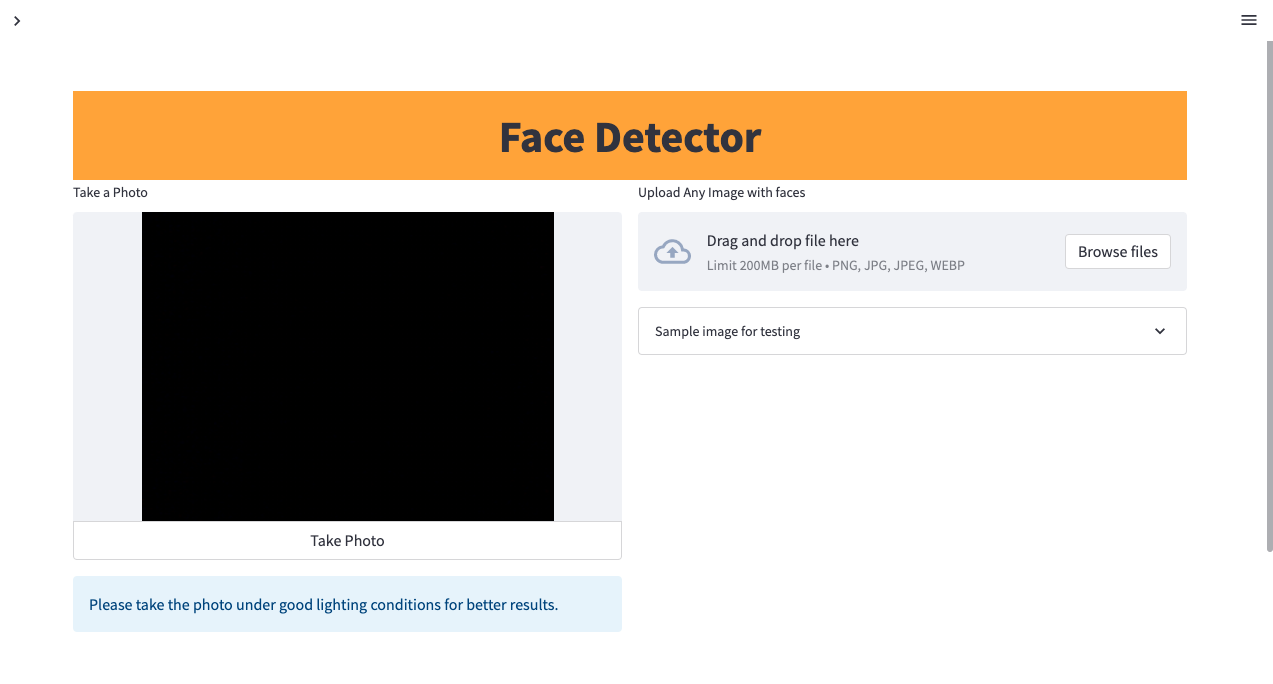 Face Detector
Take a Photo
Take Photo
Please take the photo under good lighting conditions for better results.
Upload Any Image with faces
Drag and drop file here
Limit 200MB per file • PNG, JPG, JPEG, WEBP
Browse files
Sample image for testing